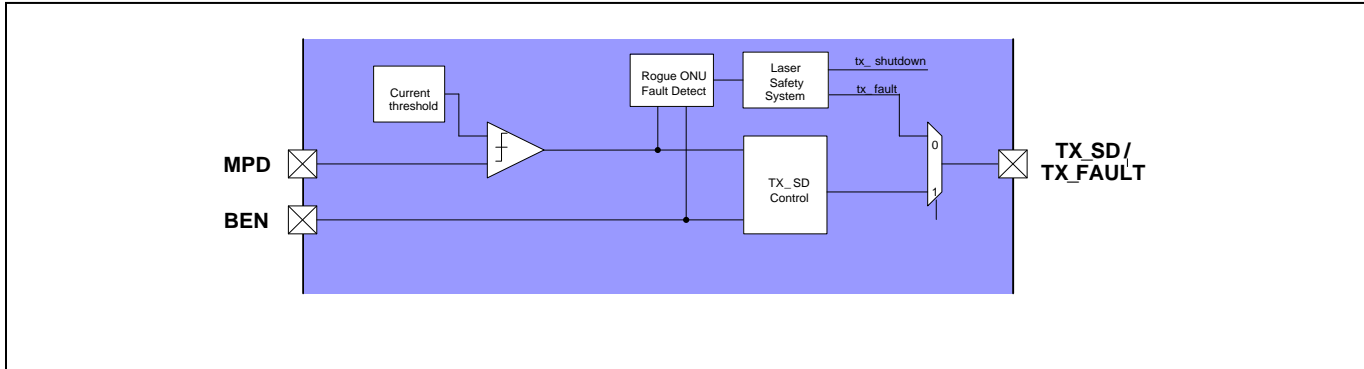 Current
threshold
Rogue ONU
Fault Detect
Laser
Safety
System
tx_ shutdown
tx_fault
MPD
BEN
TX_ SD
Control
0
1
TX_SD /
TX_FAULT